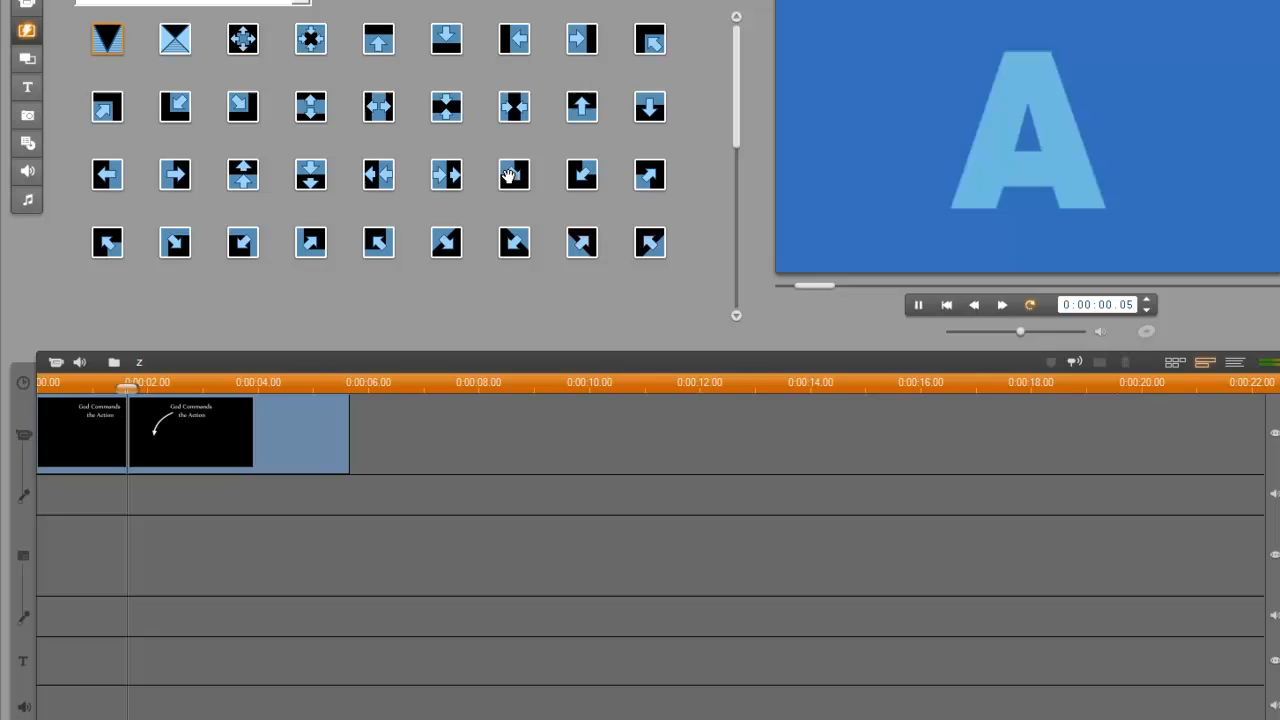 A
T
0:00:00.05
z
00.00
0:00:02.00
0:00:04.00
0:00:06.00
0:00:08.00
0:00:10.00
0:00:12.00
0:00:14.00
0:00:16.00
0:00:18.00
0:00:20.00
0:00:22.00
God Commands
the Action
God Commands
the Action
T